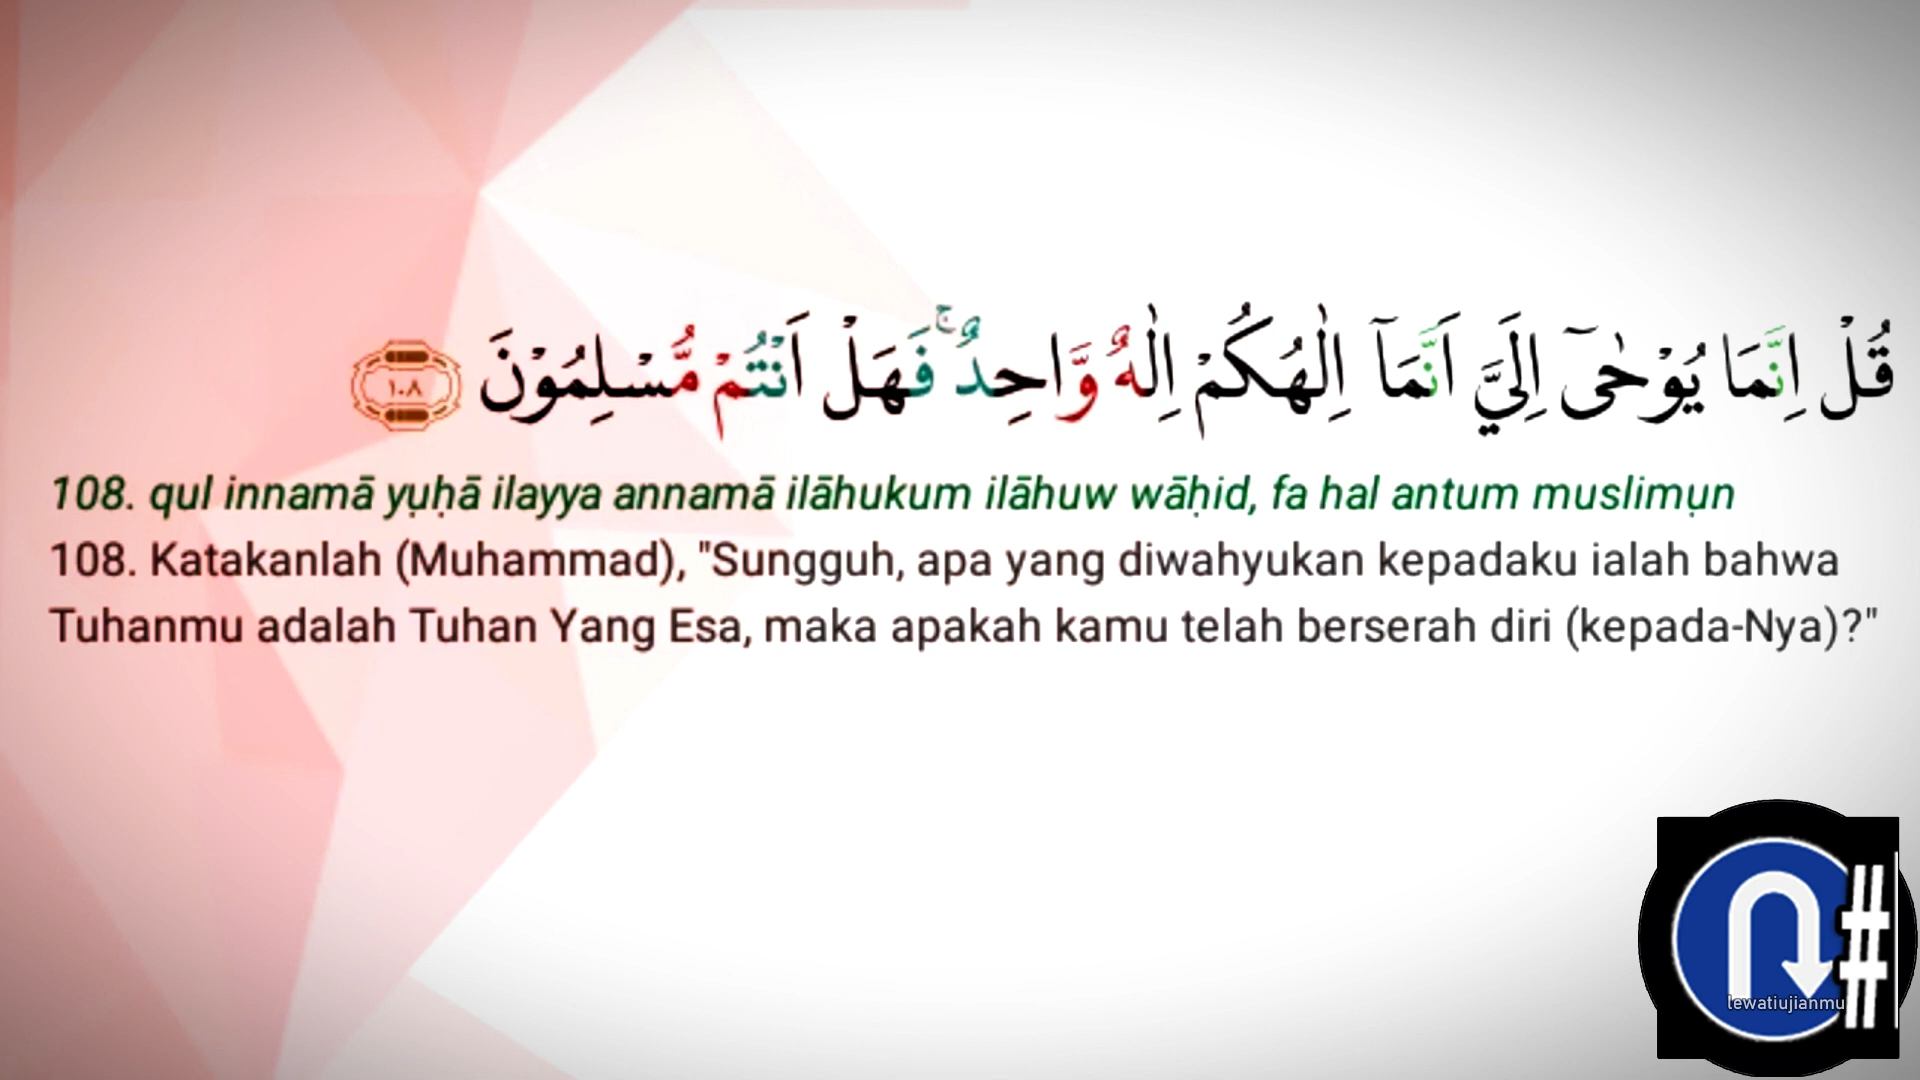 قُلْ اِنَّمَا يُوْحٰىٓ اِلَيَّ اَنَّمَآ اِلٰهُكُمْ اِلٰهٌ وَّاحِدٌۚ فَهَلْ اَنْتُمْ مُّسْلِمُوْنَ ١٠٨
108. qul innamā yụḥā ilayya annamā ilāhukum ilāhuw wāḥid, fa hal antum muslimụn
108. Katakanlah (Muhammad), "Sungguh, apa yang diwahyukan kepadaku ialah bahwa
Tuhanmu adalah Tuhan Yang Esa, maka apakah kamu telah berserah diri (kepada-Nya)?"
##
lewatiujianmu